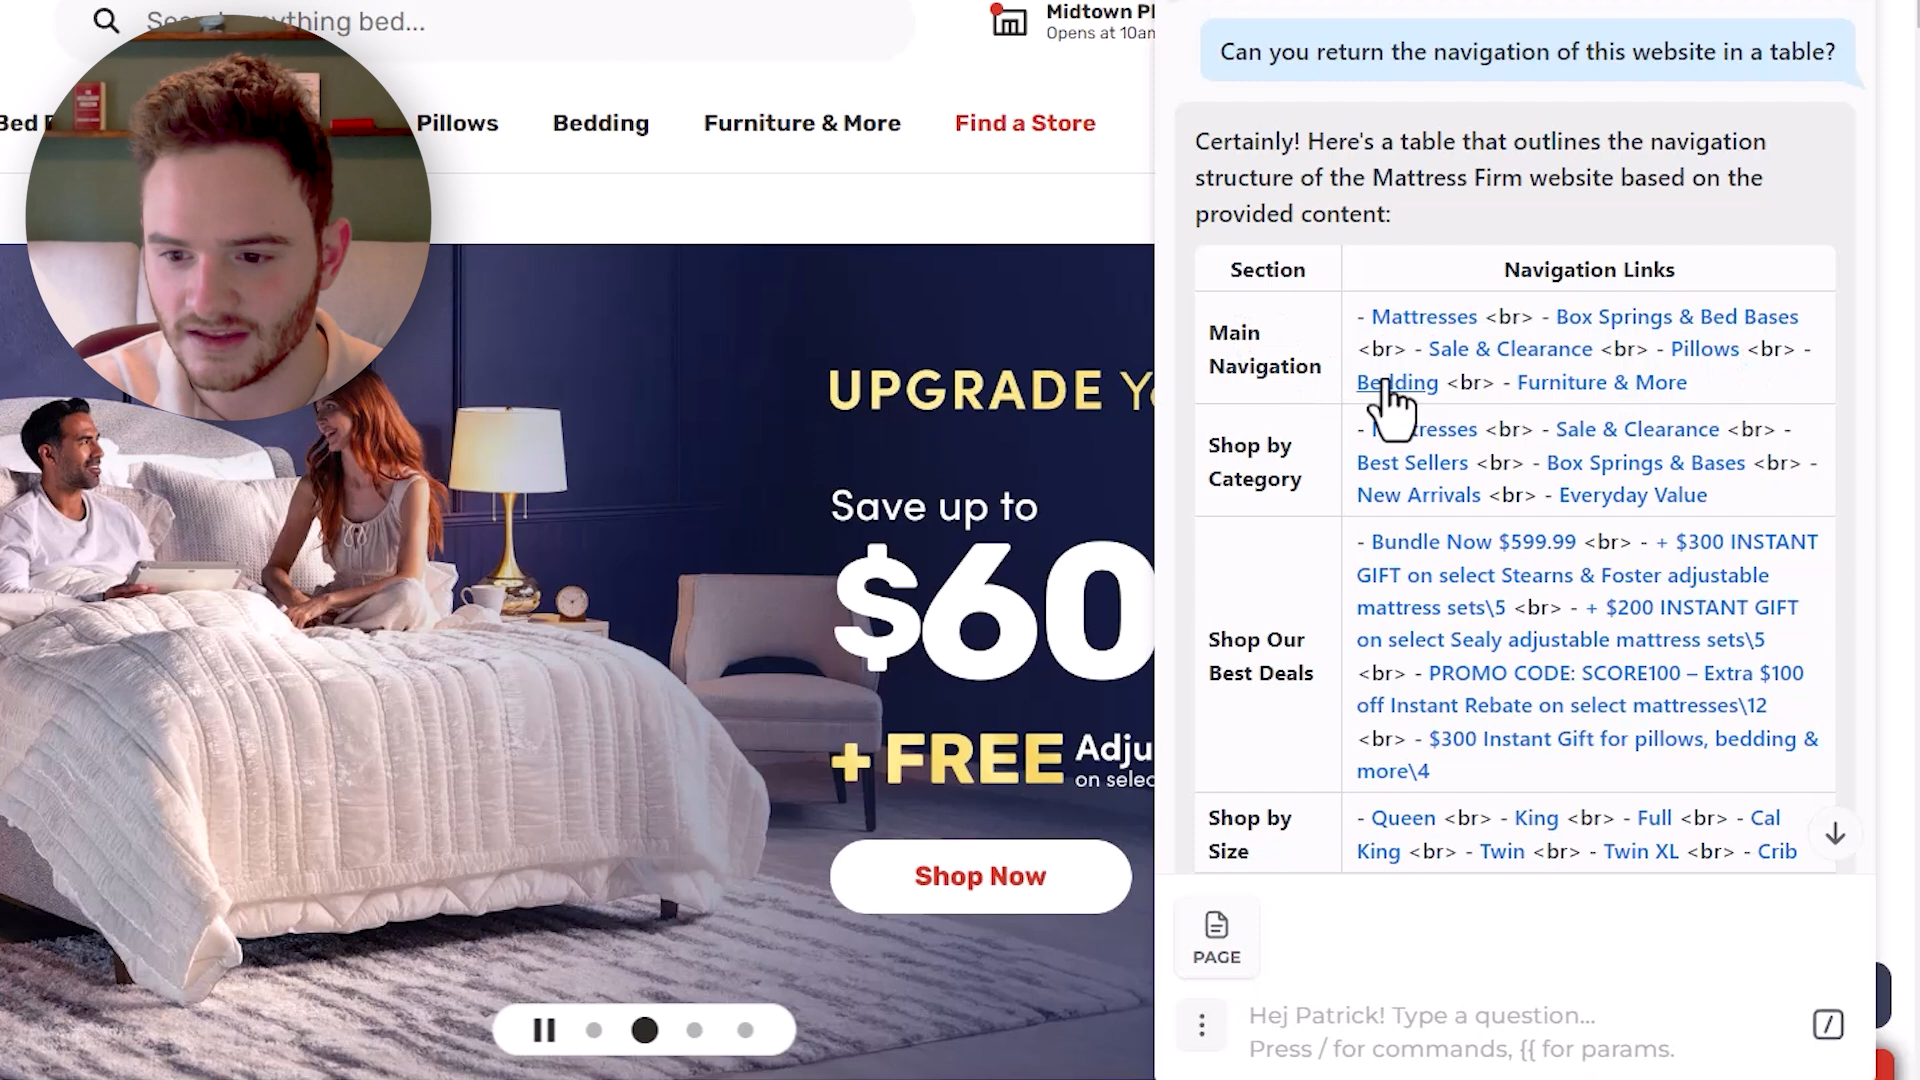 Midtown
Opens at 10am
Pillows
Bedding
Furniture & More
Find a Store
UPGRADE
Save up to
$60
+ FREE
on
Shop Now
Can you return the navigation of this website in a table?
Certainly! Here's a table that outlines the navigation
structure of the Mattress Firm website based on the
provided content:
Section
Navigation Links
Main
Navigation
- Mattresses <br> - Box Springs & Bed Bases
<br> - Sale & Clearance <br> - Pillows <br> -
Bedding <br> - Furniture & More
Shop by
Category
- Mattresses <br> - Sale & Clearance <br> -
Best Sellers <br> - Box Springs & Bases <br> -
New Arrivals <br> - Everyday Value
Shop Our
Best Deals
- Bundle Now $599.99 <br> - + $300 INSTANT
GIFT on select Stearns & Foster adjustable
mattress sets\5 <br> - + $200 INSTANT GIFT
on select Sealy adjustable mattress sets\5
<br> - PROMO CODE: SCORE100 – Extra $100
off Instant Rebate on select mattresses\12
<br> - $300 Instant Gift for pillows, bedding &
more\4
Shop by
Size
- Queen <br> - King <br> - Full <br> - Cal
King <br> - Twin <br> - Twin XL <br> - Crib
PAGE
Hej Patrick! Type a question...
Press / for commands, {{ for params.